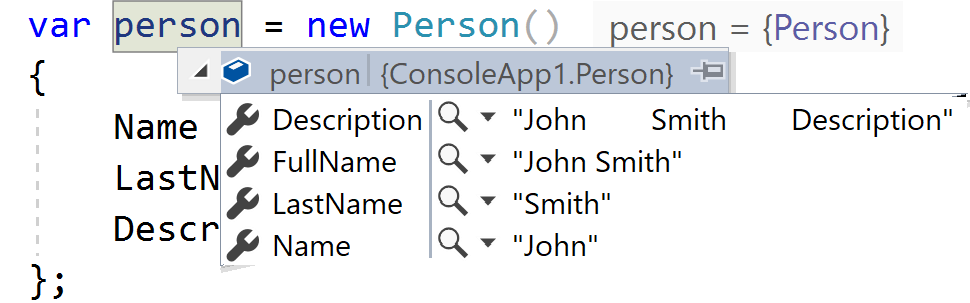 var person = new Person() person = {Person}
person {ConsoleApp1.Person}
{
Name
Description "John Smith Description"
FullName "John Smith"
LastN
LastName "Smith"
Descr
Name "John"
};